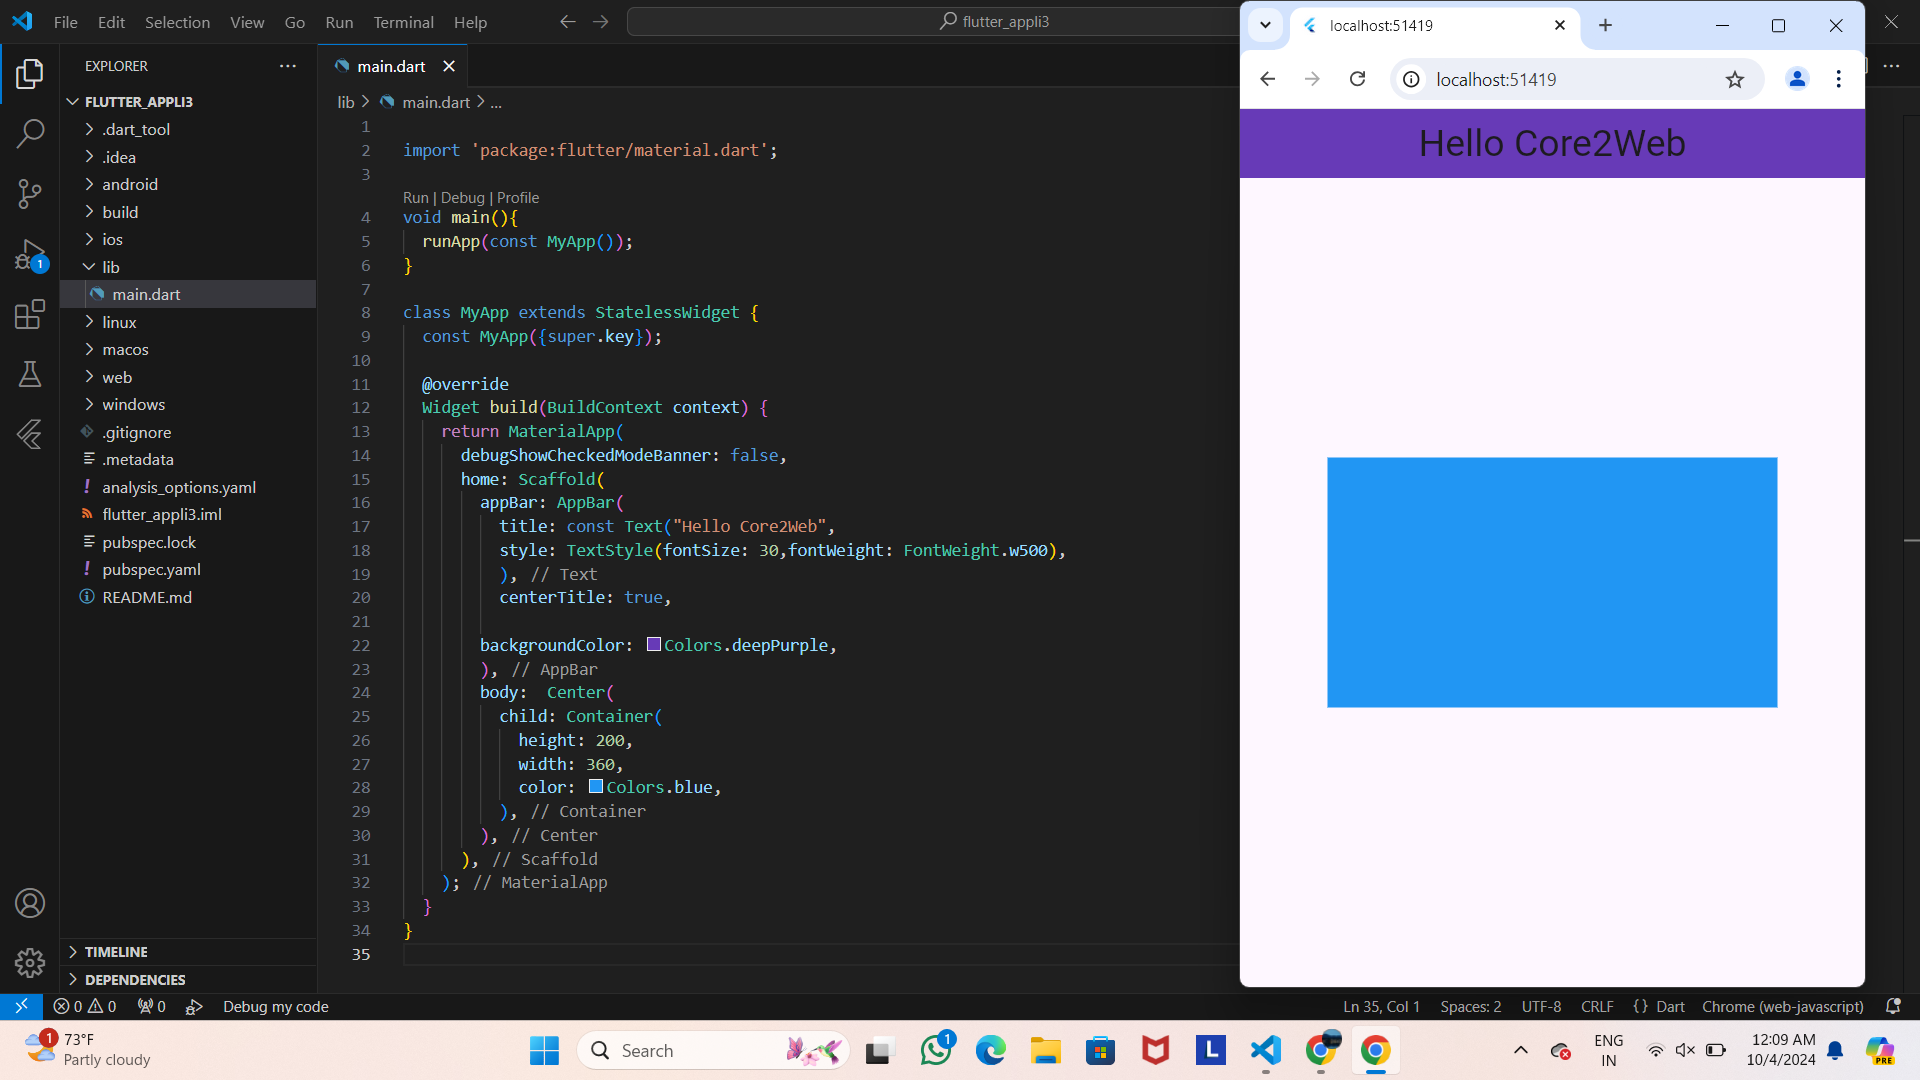 File Edit Selection View Go Run Terminal Help
flutter_appli3
EXPLORER
FLUTTER_APPLI3
.dart_tool
.idea
android
build
ios
lib
main.dart
linux
macos
web
windows
.gitignore
.metadata
analysis_options.yaml
flutter_appli3.iml
pubspec.lock
pubspec.yaml
README.md
TIMELINE
DEPENDENCIES
1
main.dart
lib > main.dart > ...
1
2 import 'package:flutter/material.dart';
3
Run | Debug | Profile
4 void main(){
5 runApp(const MyApp());
6 }
7
8 class MyApp extends StatelessWidget {
9 const MyApp({super.key});
10
11 @override
12 Widget build(BuildContext context) {
13 return MaterialApp(
14 debugShowCheckedModeBanner: false,
15 home: Scaffold(
16 appBar: AppBar(
17 title: const Text("Hello Core2Web",
18 style: TextStyle(fontSize: 30,fontWeight: FontWeight.w500),
19 ), // Text
20 centerTitle: true,
21
22 backgroundColor: Colors.deepPurple,
23 ), // AppBar
24 body:  Center(
25 child: Container(
26 height: 200,
27 width: 360,
28 color: Colors.blue,
29 ), // Container
30 ), // Center
31 ), // Scaffold
32 ); // MaterialApp
33 }
34 }
35
localhost:51419
localhost:51419
Hello Core2Web
0 0 0 Debug my code
Ln 35, Col 1 Spaces: 2 UTF-8 CRLF {} Dart Chrome (web-javascript)
1
73°F
Partly cloudy
Search
1
L
ENG
IN
12:09 AM
10/4/2024
PRE